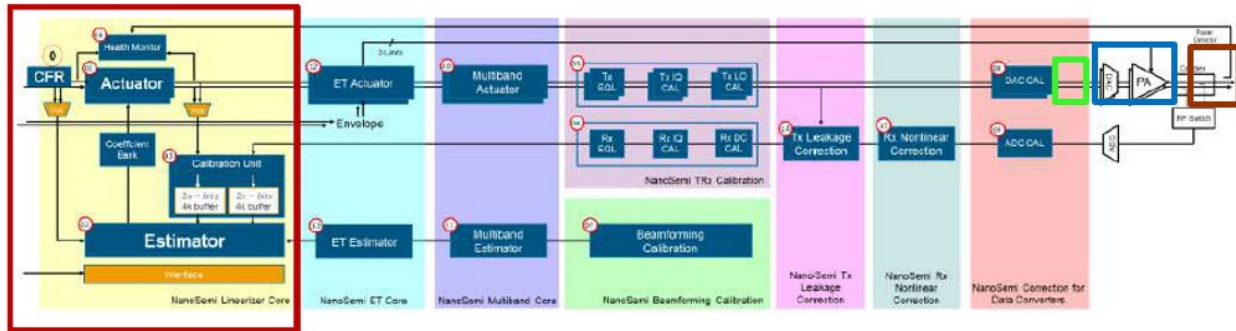 Health Monitor
CFR
Actuator
ET Actuator
Multiband
Actuator
Tx
EQL
Tx IQ
CAL
Tx LO
CAL
DAC CAL
DAC
PA
Power
Detector
Envelope
RF Switch
Coefficient
Bank
Calibration Unit
4k buffer
4k buffer
Rx
EQL
Rx IQ
CAL
Rx DC
CAL
Tx Leakage
Correction
Rx Nonlinear
Correction
ADC CAL
ADC
NanoSemi TRx Calibration
Estimator
ET Estimator
Multiband
Estimator
Beamforming
Calibration
Interface
NanoSemi Linearizer Core
NanoSemi ET Core
NanoSemi Multiband Core
NanoSemi Beamforming Calibration
NanoSemi Tx
Leakage
Correction
NanoSemi Rx
Nonlinear
Correction
NanoSemi Correction for
Data Converters